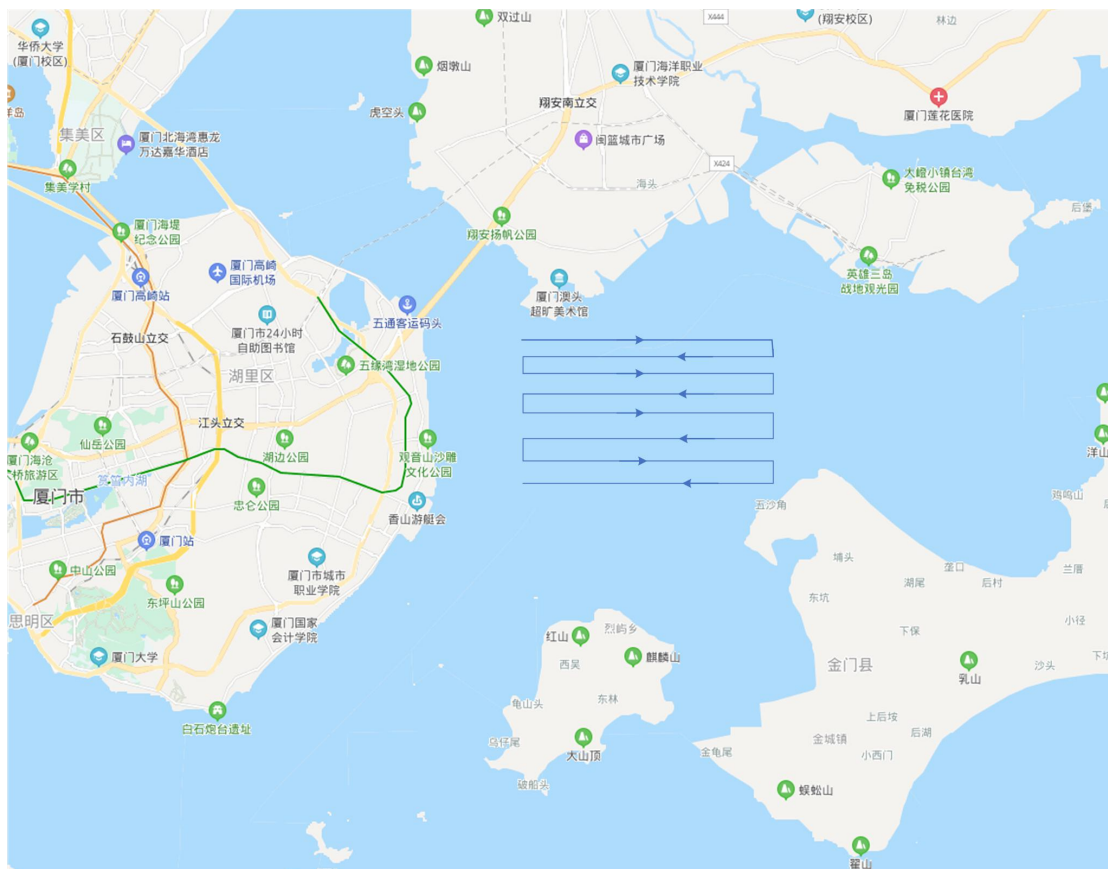 双过山
X444
(翔安校区)
林边
华侨大学
(厦门校区)
烟墩山
厦门海洋职业
技术学院
洋岛
虎空头
翔安南立交
厦门莲花医院
集美区
厦门北海湾惠龙
万达嘉华酒店
闽篮城市广场
X424
集美学村
海头
大嶝小镇台湾
免税公园
后堡
厦门海堤
纪念公园
翔安扬帆公园
厦门高崎
国际机场
厦门高崎站
英雄三岛
战地观光园
厦门澳头
超旷美术馆
五通客运码头
石鼓山立交
厦门市24小时
自助图书馆
湖里区
五缘湾湿地公园
仙岳公园
江头立交
湖边公园
观音山沙雕
文化公园
洋山
厦门海沧
大桥旅游区
筼筜内湖
厦门市
忠仑公园
香山游艇会
五沙角
鸡鸣山
厦门站
中山公园
厦门市城市
职业学院
埔头
垄口
湖尾
后村
兰厝
东坪山公园
东坑
思明区
厦门国家
会计学院
红山
烈屿乡
下保
小径
厦门大学
西吴
麒麟山
金门县
乳山
沙头
下坑
白石炮台遗址
龟山头
东林
上后垵
乌仔尾
大山顶
金龟尾
金城镇
后湖
小西门
破船头
蜈蚣山
翟山